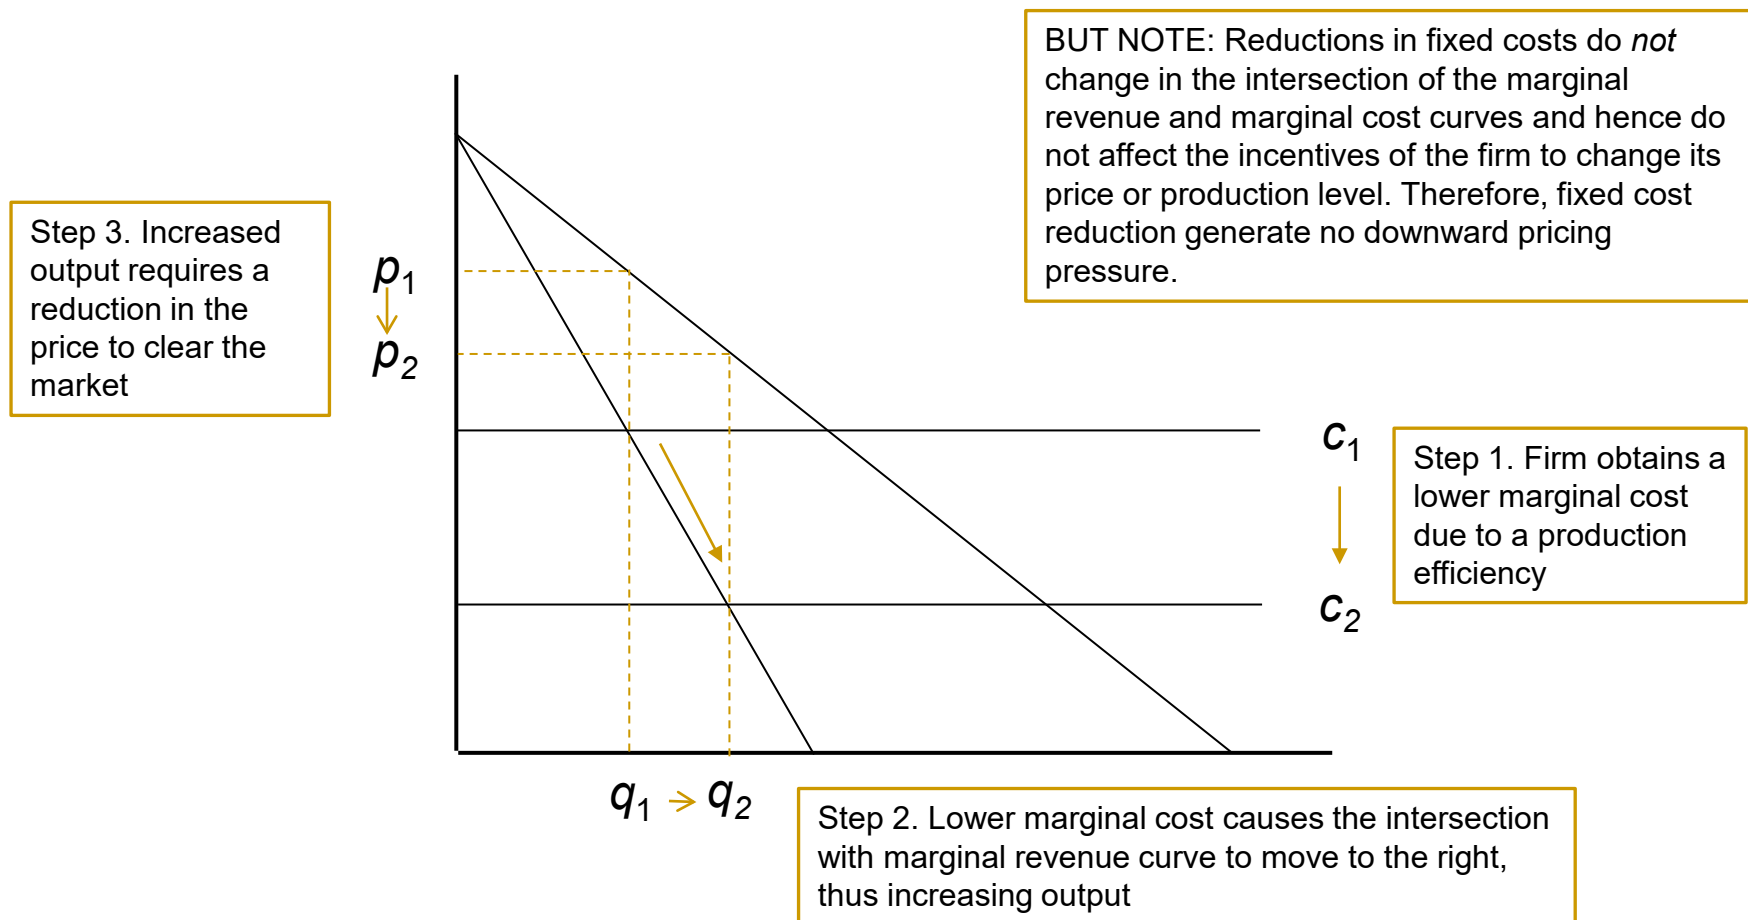 BUT NOTE: Reductions in fixed costs do not
change in the intersection of the marginal
revenue and marginal cost curves and hence do
not affect the incentives of the firm to change its
price or production level. Therefore, fixed cost
reduction generate no downward pricing
pressure.
Step 3. Increased
output requires a
reduction in the
price to clear the
market
p1
p2
c1
c2
Step 1. Firm obtains a
lower marginal cost
due to a production
efficiency
q1 → q2
Step 2. Lower marginal cost causes the intersection
with marginal revenue curve to move to the right,
thus increasing output